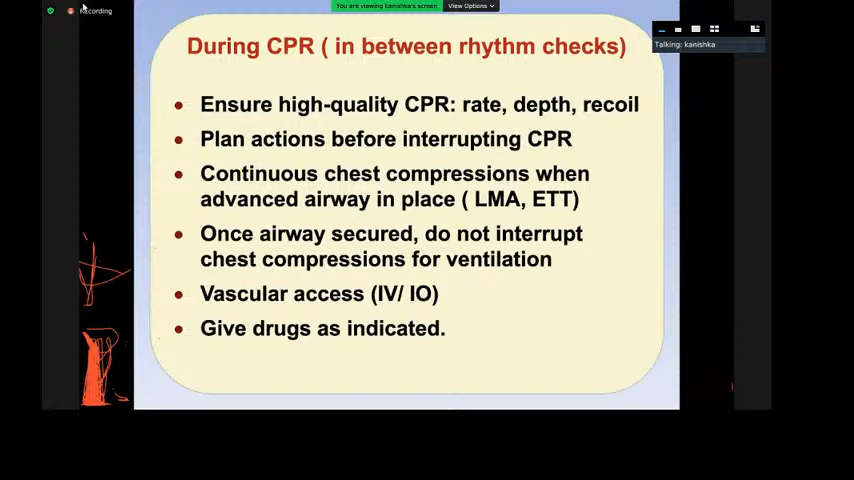 Recording
You are viewing kanishka's screen
View Options
Talking: kanishka
During CPR ( in between rhythm checks)
• Ensure high-quality CPR: rate, depth, recoil
• Plan actions before interrupting CPR
• Continuous chest compressions when
advanced airway in place ( LMA, ETT)
• Once airway secured, do not interrupt
chest compressions for ventilation
• Vascular access (IV/ IO)
• Give drugs as indicated.